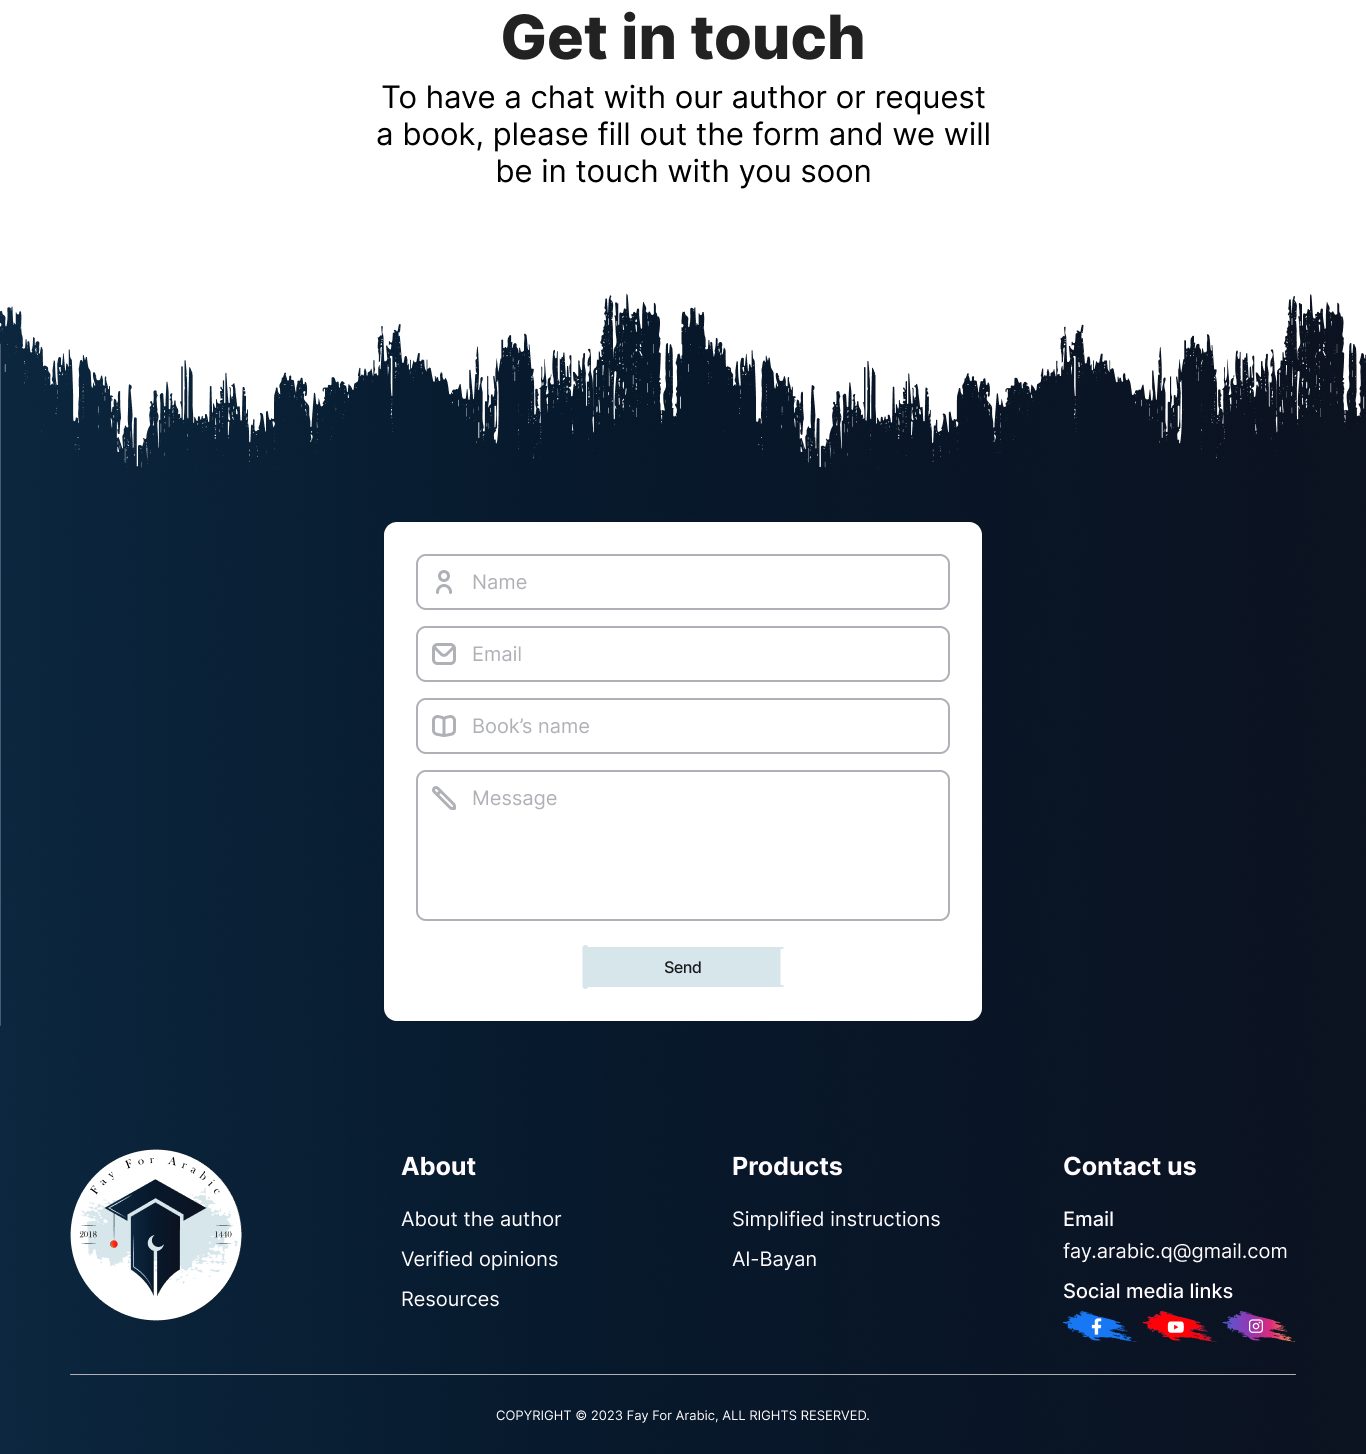 Get in touch
To have a chat with our author or request
a book, please fill out the form and we will
be in touch with you soon
Name
Email
Book’s name
Message
Send
Fay For Arabic
2018
1440
About
About the author
Verified opinions
Resources
Products
Simplified instructions
Al-Bayan
Contact us
Email
fay.arabic.q@gmail.com
Social media links
COPYRIGHT © 2023 Fay For Arabic, ALL RIGHTS RESERVED.